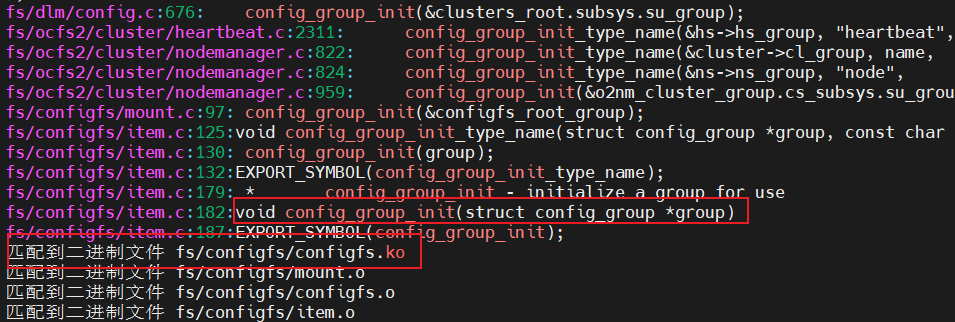 fs/dlm/config.c:676:    config_group_init(&clusters_root.subsys.su_group);
fs/ocfs2/cluster/heartbeat.c:2311:      config_group_init_type_name(&hs->hs_group, "heartbeat",
fs/ocfs2/cluster/nodemanager.c:822:     config_group_init_type_name(&cluster->cl_group, name,
fs/ocfs2/cluster/nodemanager.c:824:     config_group_init_type_name(&ns->ns_group, "node",
fs/ocfs2/cluster/nodemanager.c:959:     config_group_init(&o2nm_cluster_group.cs_subsys.su_grou
fs/configfs/mount.c:97: config_group_init(&configfs_root_group);
fs/configfs/item.c:125:void config_group_init_type_name(struct config_group *group, const char
fs/configfs/item.c:130: config_group_init(group);
fs/configfs/item.c:132:EXPORT_SYMBOL(config_group_init_type_name);
fs/configfs/item.c:179: *       config_group_init - initialize a group for use
fs/configfs/item.c:182:void config_group_init(struct config_group *group)
fs/configfs/item.c:187:EXPORT_SYMBOL(config_group_init);
匹配到二进制文件 fs/configfs/configfs.ko
匹配到二进制文件 fs/configfs/mount.o
匹配到二进制文件 fs/configfs/configfs.o
匹配到二进制文件 fs/configfs/item.o